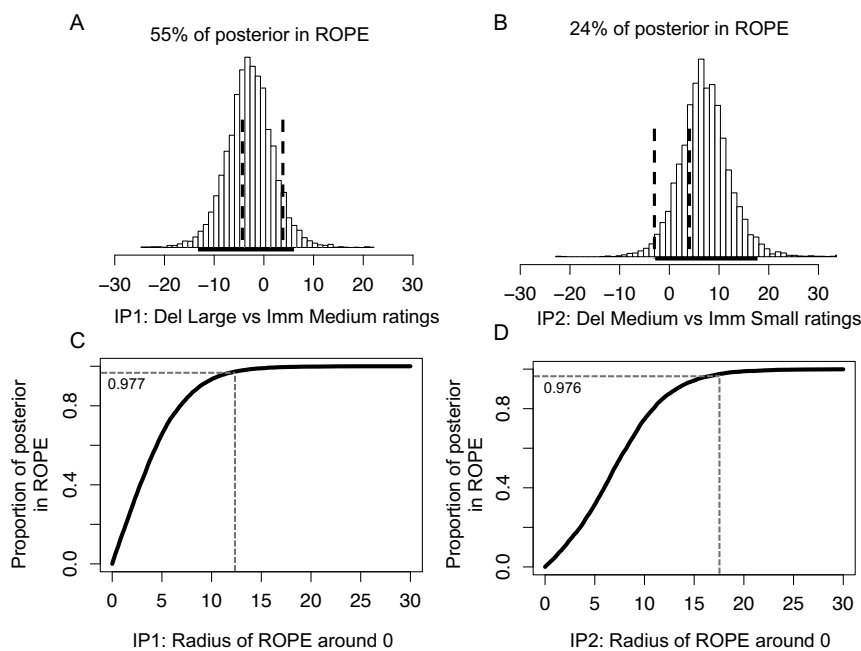 A
55% of posterior in ROPE
−30 −20 −10 0 10 20 30
IP1: Del Large vs Imm Medium ratings
B
24% of posterior in ROPE
−30 −20 −10 0 10 20 30
IP2: Del Medium vs Imm Small ratings
C
0.977
Proportion of posterior
in ROPE
0.0 0.4 0.8
0 5 10 15 20 25 30
IP1: Radius of ROPE around 0
D
0.976
Proportion of posterior
in ROPE
0.0 0.4 0.8
0 5 10 15 20 25 30
IP2: Radius of ROPE around 0